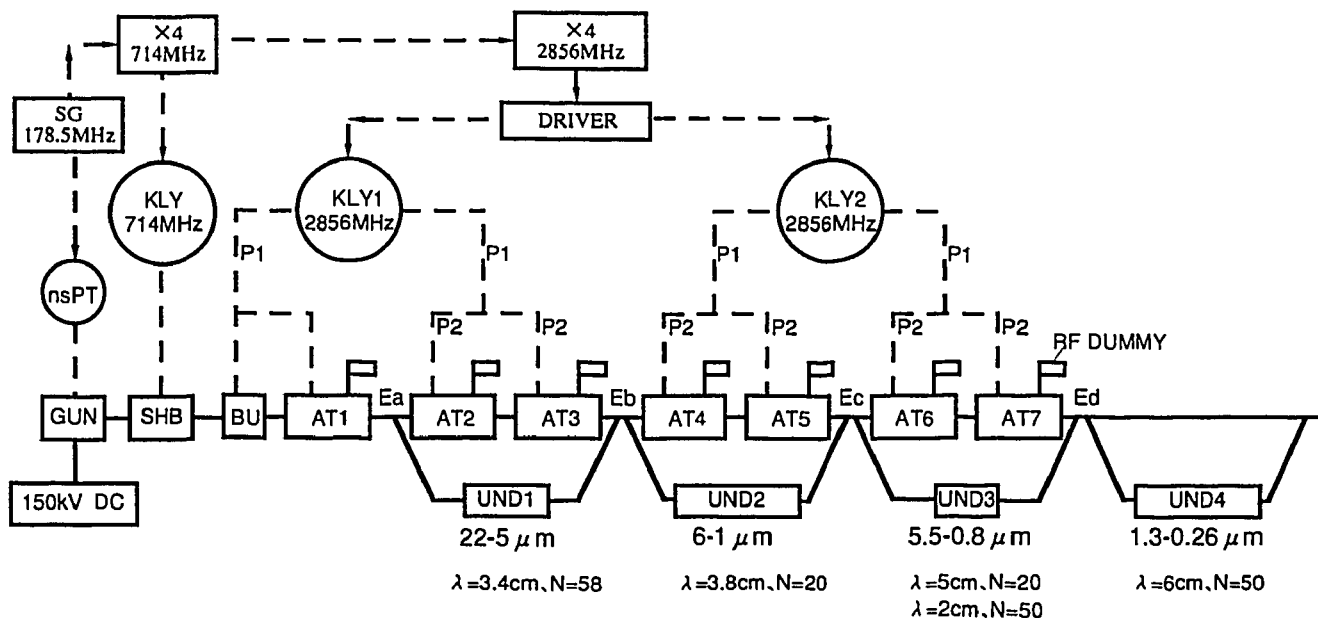 ×4
714MHz
×4
2856MHz
SG
178.5MHz
DRIVER
KLY
714MHz
KLY1
2856MHz
KLY2
2856MHz
P1
P1
P1
P1
nsPT
P2
P2
P2
P2
P2
P2
RF DUMMY
GUN
SHB
BU
AT1
Ea
AT2
AT3
Eb
AT4
AT5
Ec
AT6
AT7
Ed
150kV DC
UND1
UND2
UND3
UND4
22-5 μm
6-1 μm
5.5-0.8 μm
1.3-0.26 μm
λ=3.4cm、N=58
λ=3.8cm、N=20
λ=5cm、N=20
λ=6cm、N=50
λ=2cm、N=50